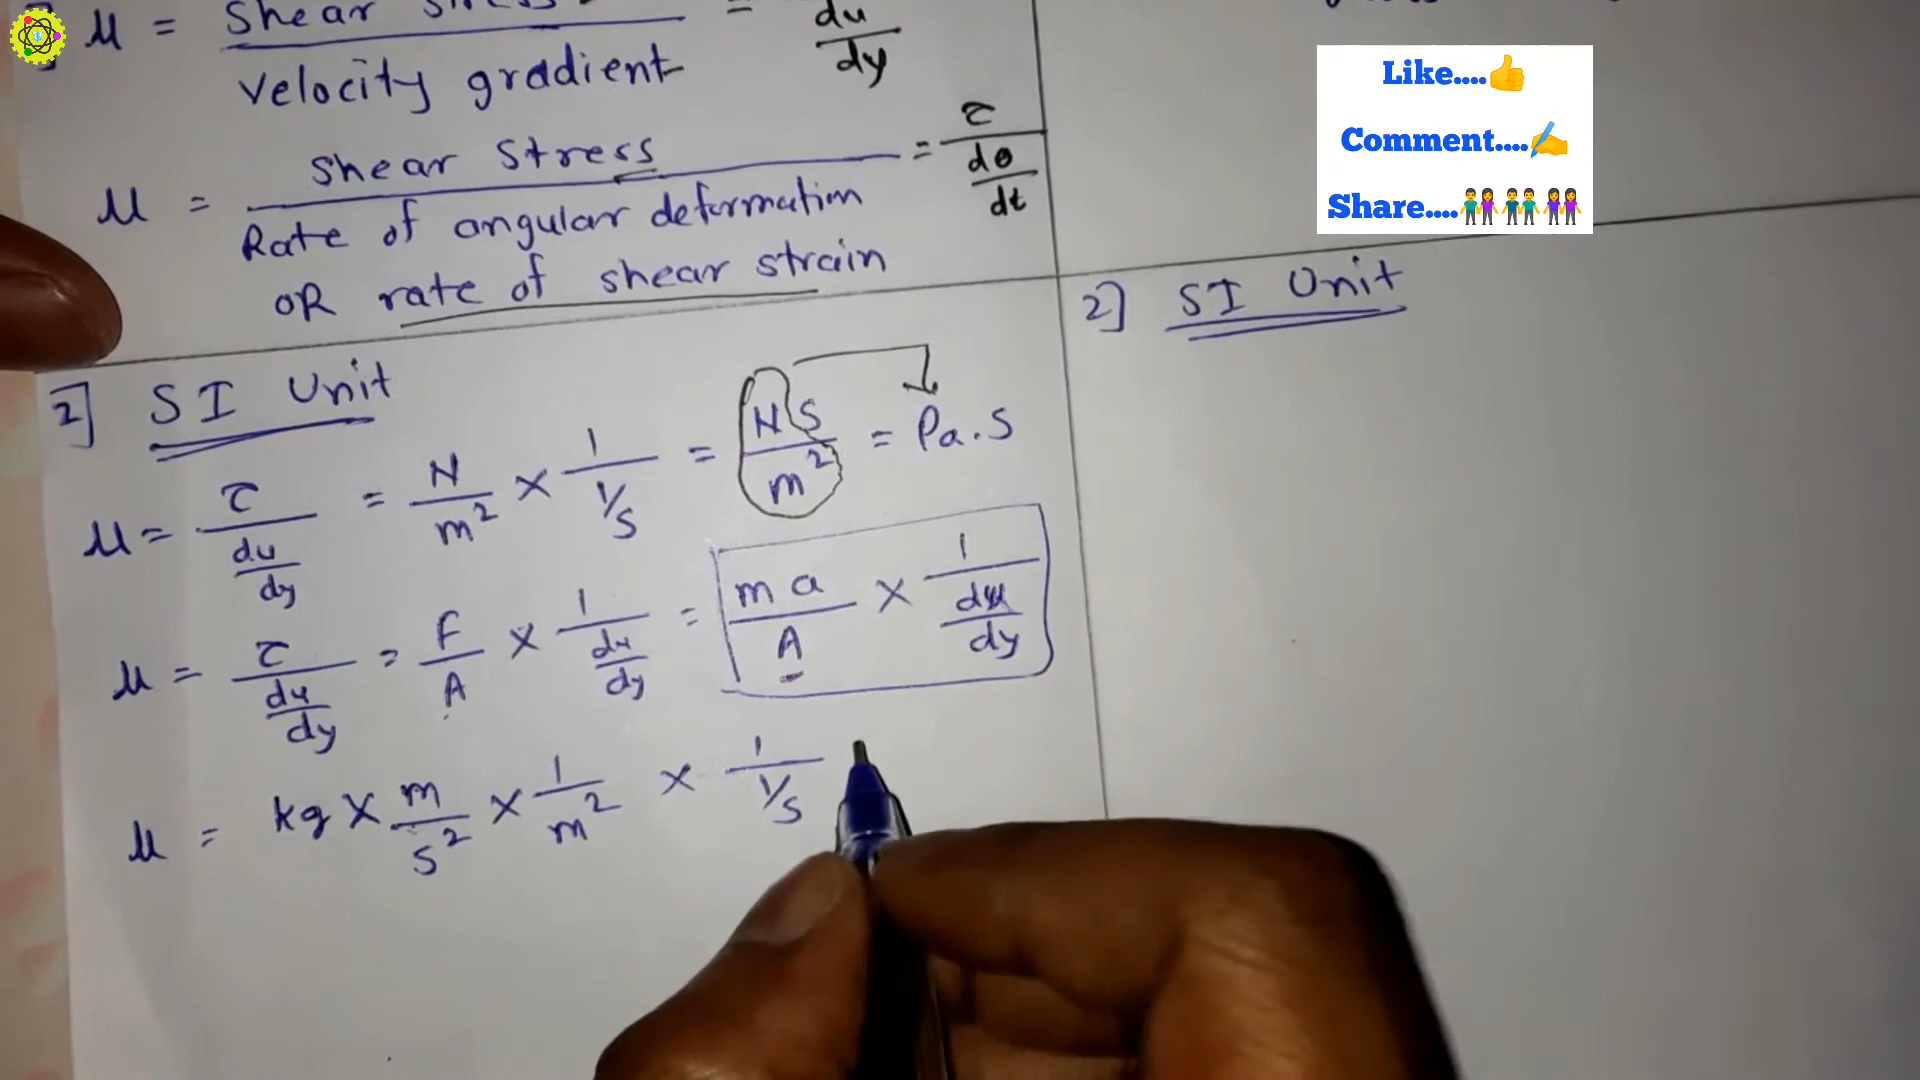 μ = Shear Stress / Velocity gradient = / du/dy
μ = Shear Stress / Rate of angular deformation OR rate of shear strain = τ / dθ/dt
2] SI Unit
μ = τ / du/dy = N/m² × 1 / 1/s = NS/m² = Pa.S
μ = τ / du/dy = F/A × 1 / du/dy = ma/A × 1 / du/dy
μ = kg × m/s² × 1/m² × 1 / 1/s
2] SI Unit
Like....👍
Comment....✍
Share....👭👬👭